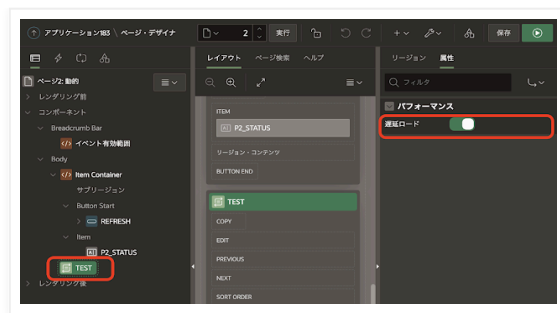 アプリケーション183 \ ページ・デザイナ
2
実行
保存
ページ2: 動的
レンダリング前
コンポーネント
Breadcrumb Bar
</> イベント有効範囲
Body
</> Item Container
サブリージョン
Button Start
REFRESH
Item
P2_STATUS
TEST
レンダリング後
レイアウト ページ検索 ヘルプ
ITEM
P2_STATUS
リージョン・コンテンツ
BUTTON END
TEST
COPY
EDIT
PREVIOUS
NEXT
SORT ORDER
リージョン 属性
フィルタ
パフォーマンス
遅延ロード